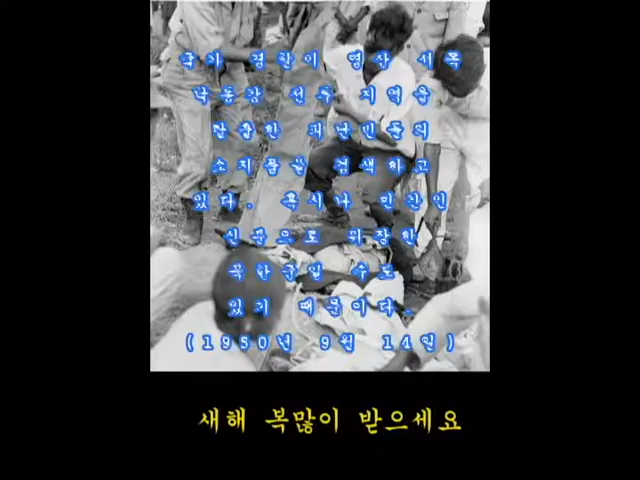 국가 경찰이 영산 서쪽
낙동강 전투 지역을
탈출한 피난민들의
소지품을 검색하고
있다. 혹시나 민간인
신분으로 위장한
북한군일 수도
있기 때문이다.
(1950년 9월 14일)
새해 복많이 받으세요